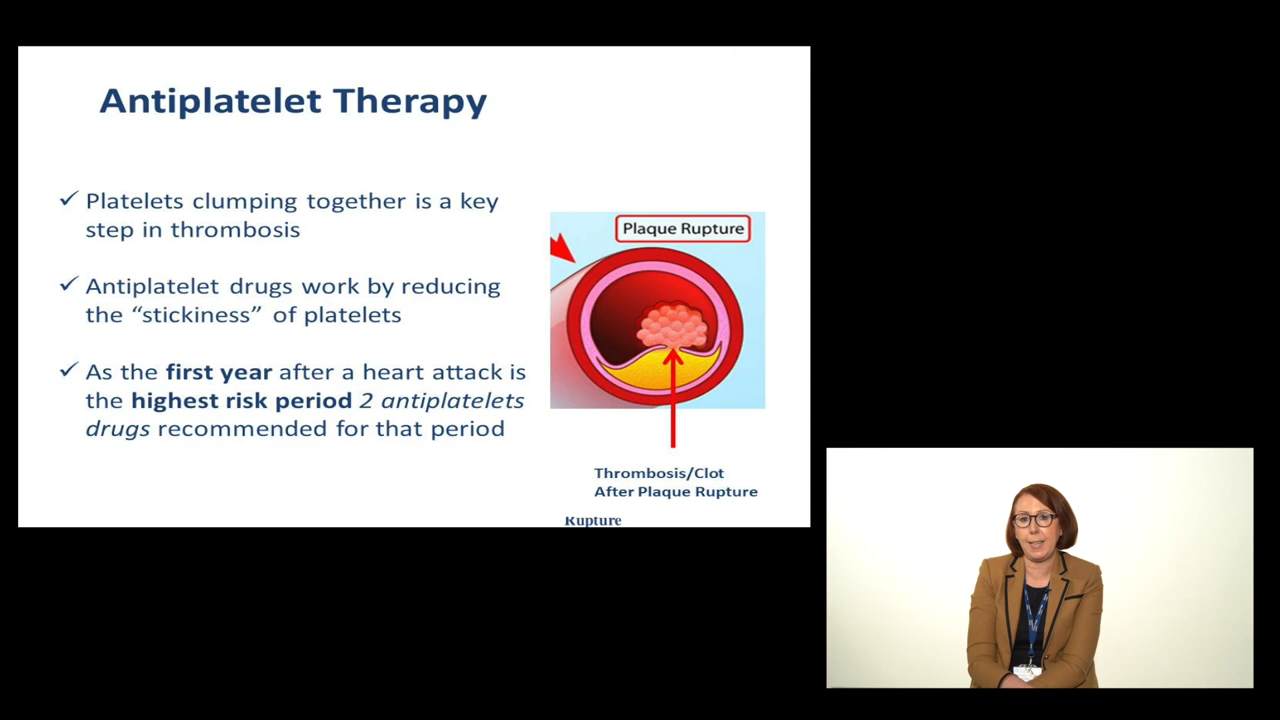 Antiplatelet Therapy
✓ Platelets clumping together is a key
step in thrombosis
✓ Antiplatelet drugs work by reducing
the “stickiness” of platelets
✓ As the first year after a heart attack is
the highest risk period 2 antiplatelets
drugs recommended for that period
Plaque Rupture
Thrombosis/Clot
After Plaque Rupture
Rupture